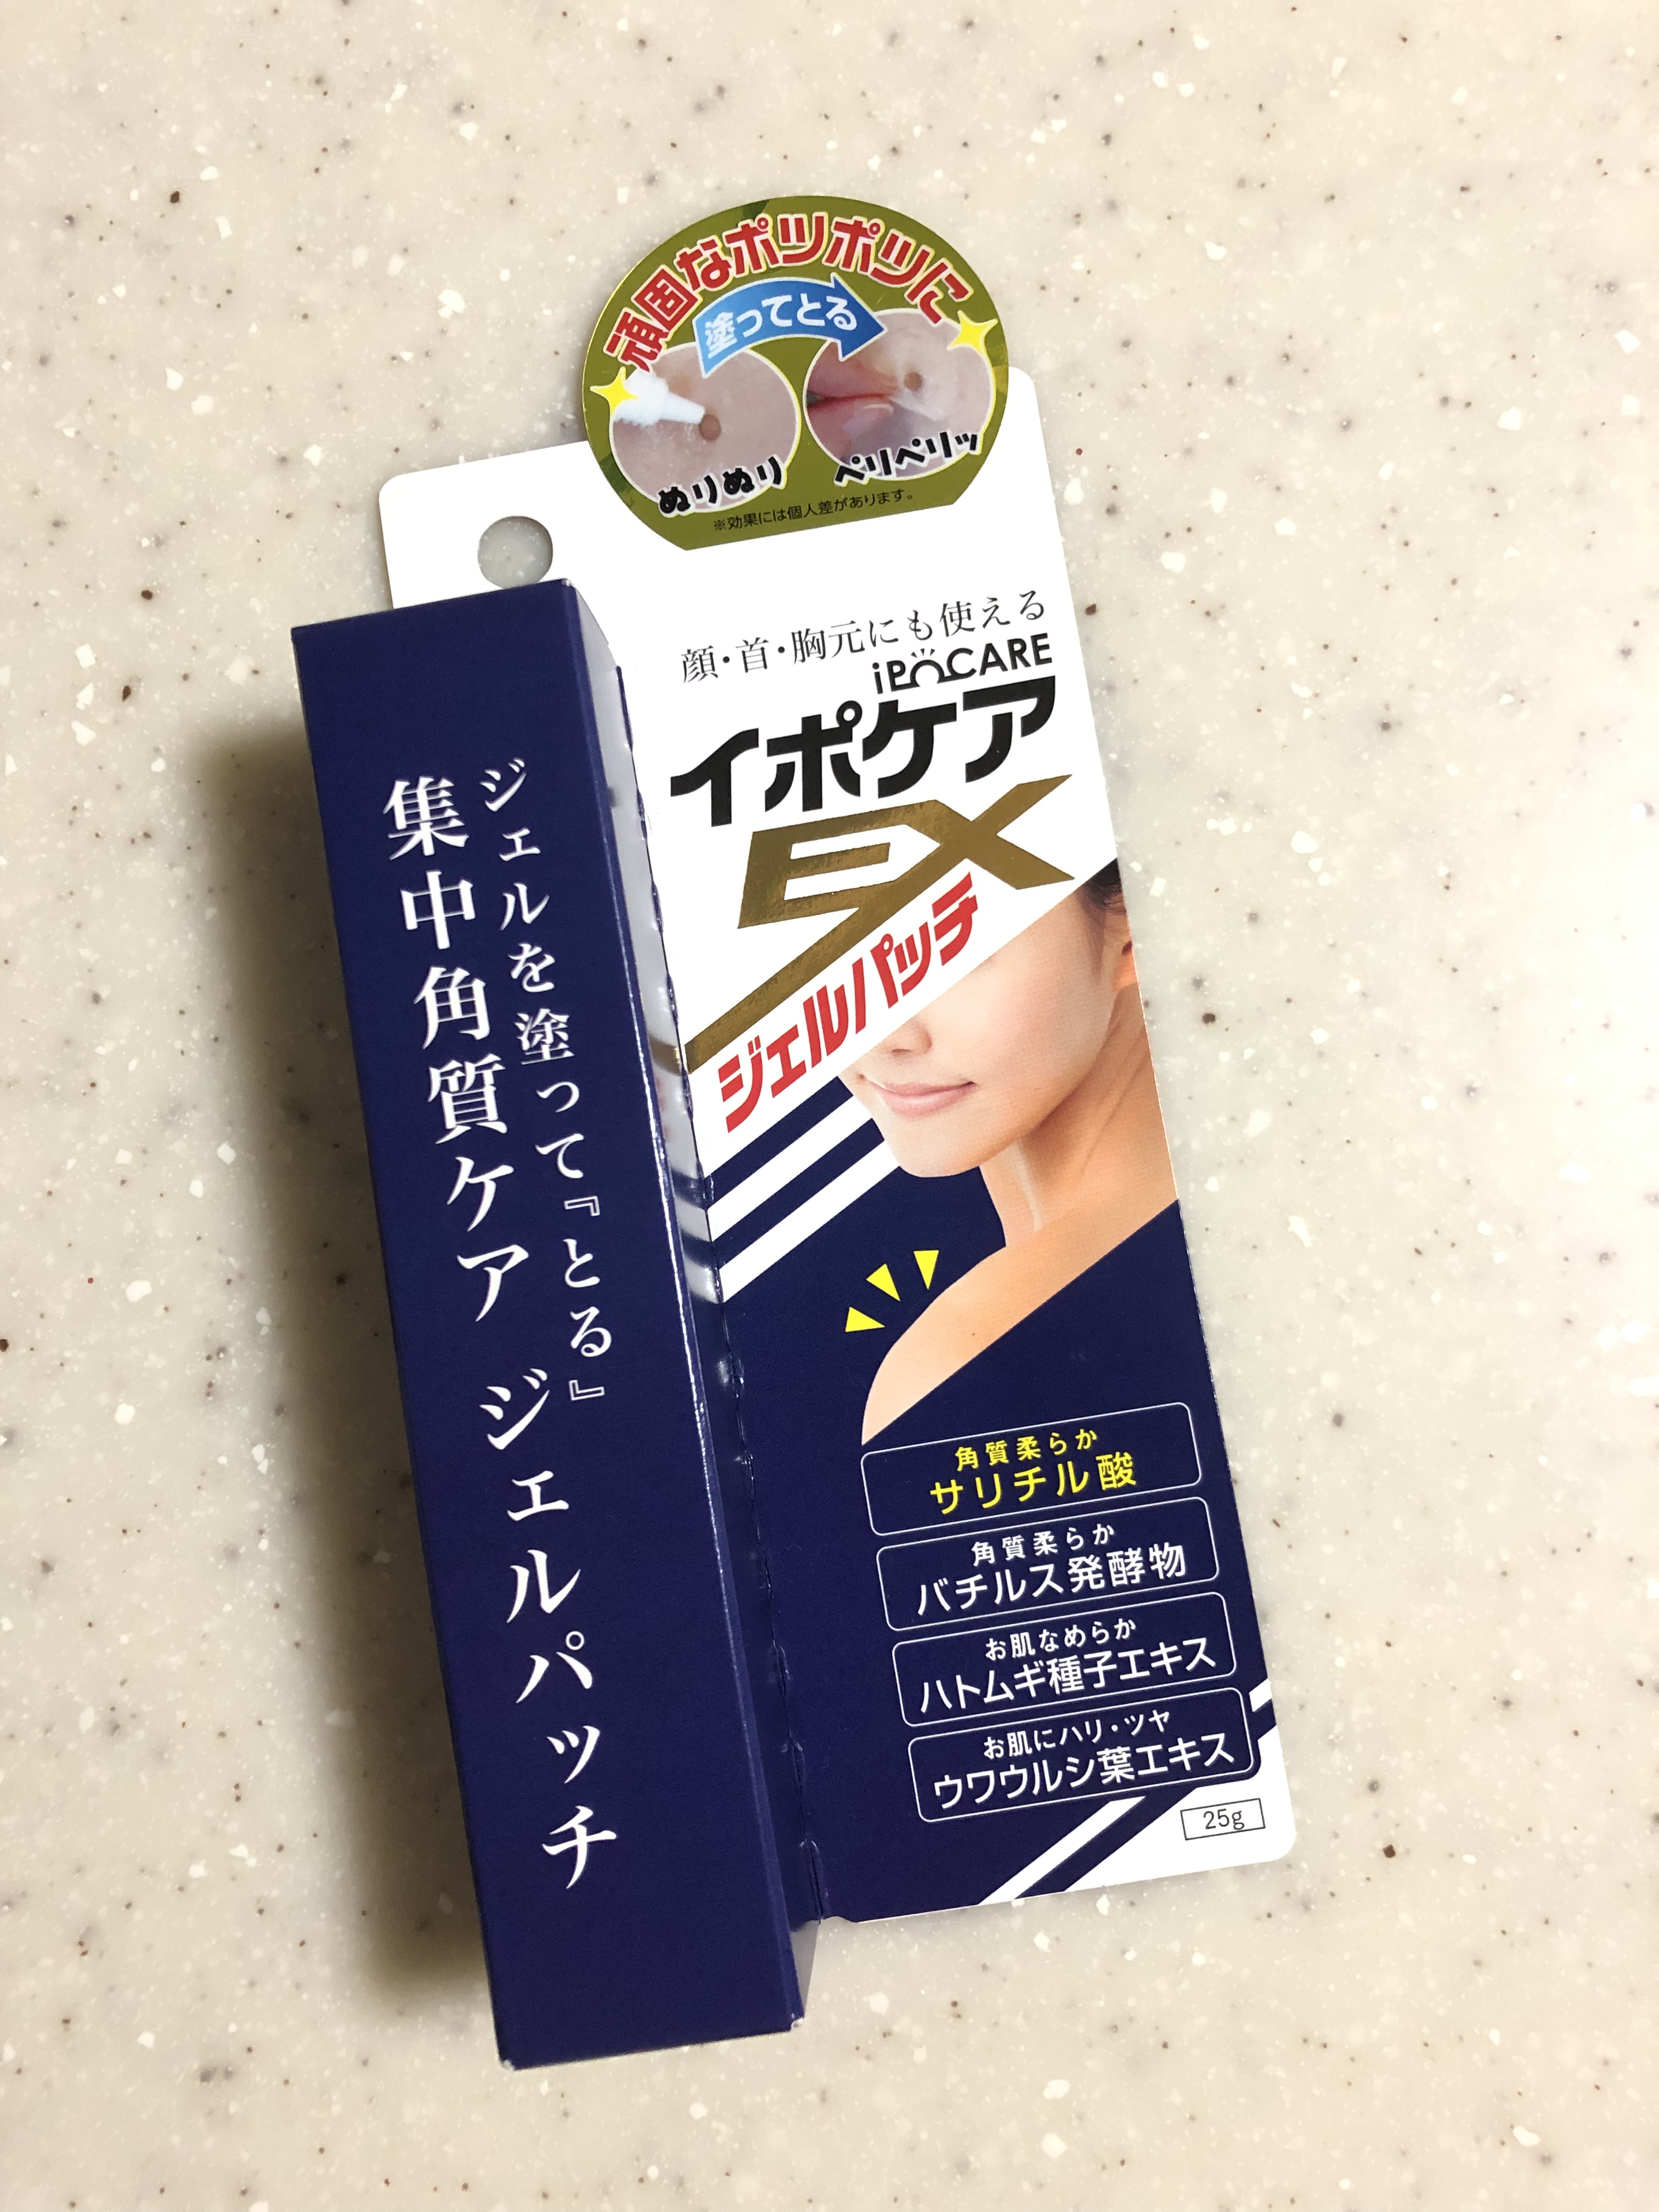 頑固なポツポツに
塗ってとる
ぬりぬり
ペリペリッ
※効果には個人差があります。
顔・首・胸元にも使える
iPOCARE
イポケア
EX
ジェルパッチ
ジェルを塗って『とる』
集中角質ケア ジェルパッチ
角質柔らか
サリチル酸
角質柔らか
バチルス発酵物
お肌なめらか
ハトムギ種子エキス
お肌にハリ・ツヤ
ウワウルシ葉エキス
25g